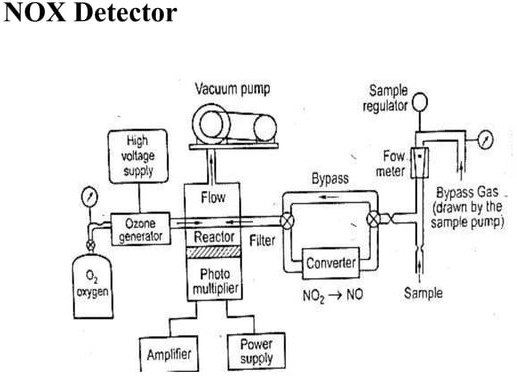 NOX Detector
Vacuum pump
Sample
regulator
High
voltage
supply
Fow
meter
Bypass
Flow
Bypass Gas
(drawn by the
sample pump)
Ozone
generator
Reactor
Filter
Converter
O2
oxygen
Photo
multiplier
NO2 → NO
Sample
Amplifier
Power
supply